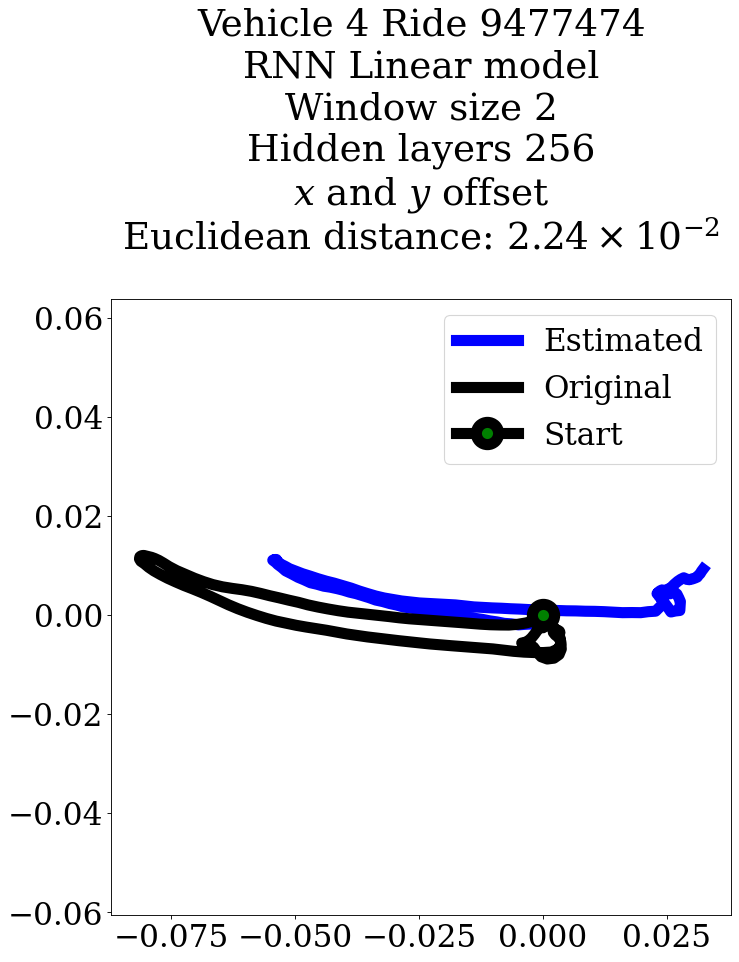 Vehicle 4 Ride 9477474
RNN Linear model
Window size 2
Hidden layers 256
x and y offset
Euclidean distance: 2.24 × 10⁻²
Estimated
Original
Start
0.06
0.04
0.02
0.00
−0.02
−0.04
−0.06
−0.075 −0.050 −0.025 0.000 0.025